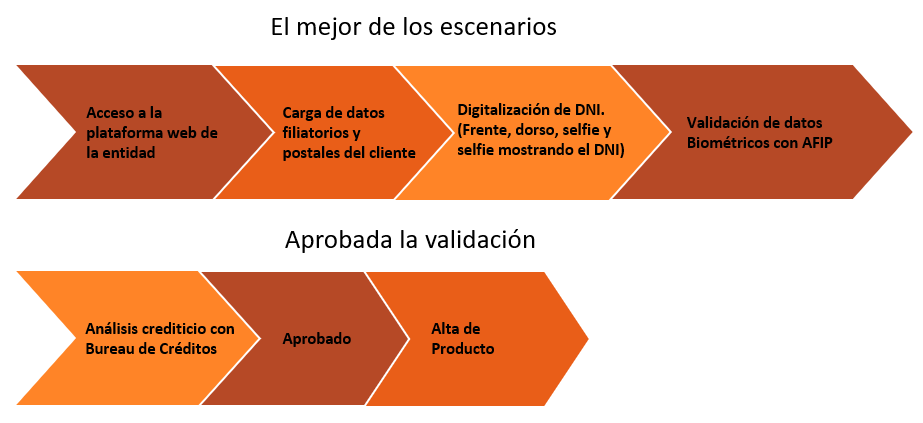 El mejor de los escenarios
Acceso a la
plataforma web de
la entidad
Carga de datos
filiatorios y
postales del cliente
Digitalización de DNI.
(Frente, dorso, selfie y
selfie mostrando el DNI)
Validación de datos
Biométricos con AFIP
Aprobada la validación
Análisis crediticio con
Bureau de Créditos
Aprobado
Alta de
Producto